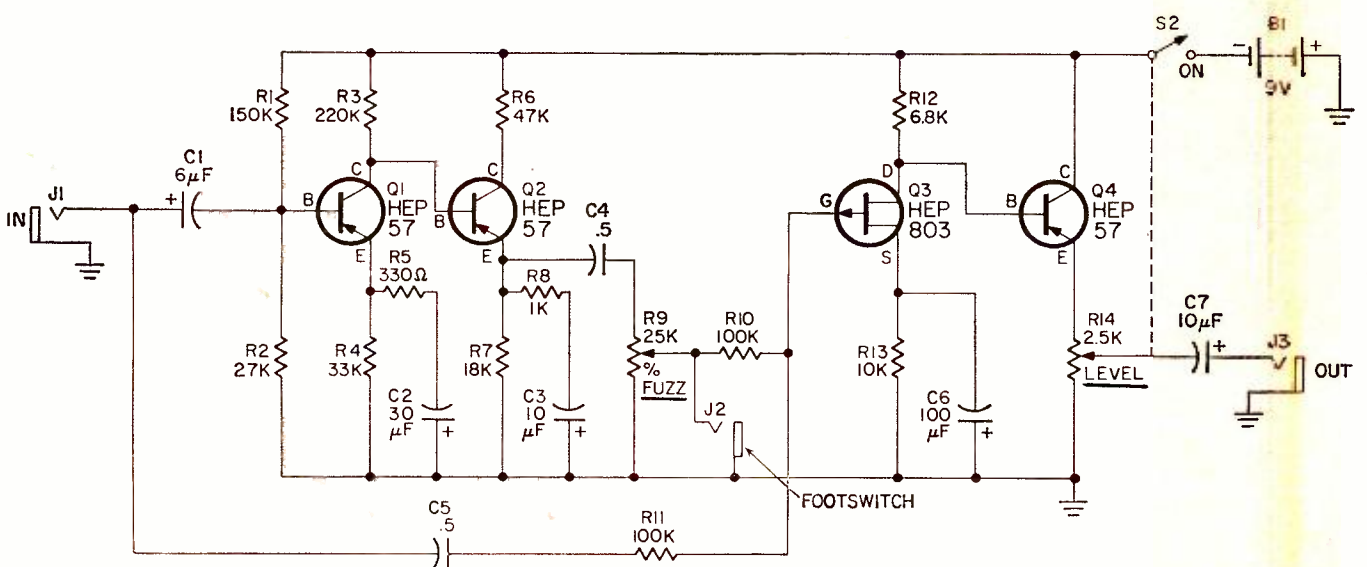 S2
B1
- +
ON
9V
R1
150K
R3
220K
R6
47K
R12
6.8K
C1
6µF
+
J1
IN
B
C
E
Q1
HEP
57
B
C
E
Q2
HEP
57
C4
.5
G
D
S
Q3
HEP
803
B
C
E
Q4
HEP
57
R5
330Ω
R8
1K
R2
27K
R4
33K
C2
30
µF
+
R7
18K
C3
10
µF
+
R9
25K
%
FUZZ
R10
100K
J2
FOOTSWITCH
R13
10K
C6
100
µF
+
R14
2.5K
LEVEL
C7
10µF
+
J3
OUT
C5
.5
R11
100K